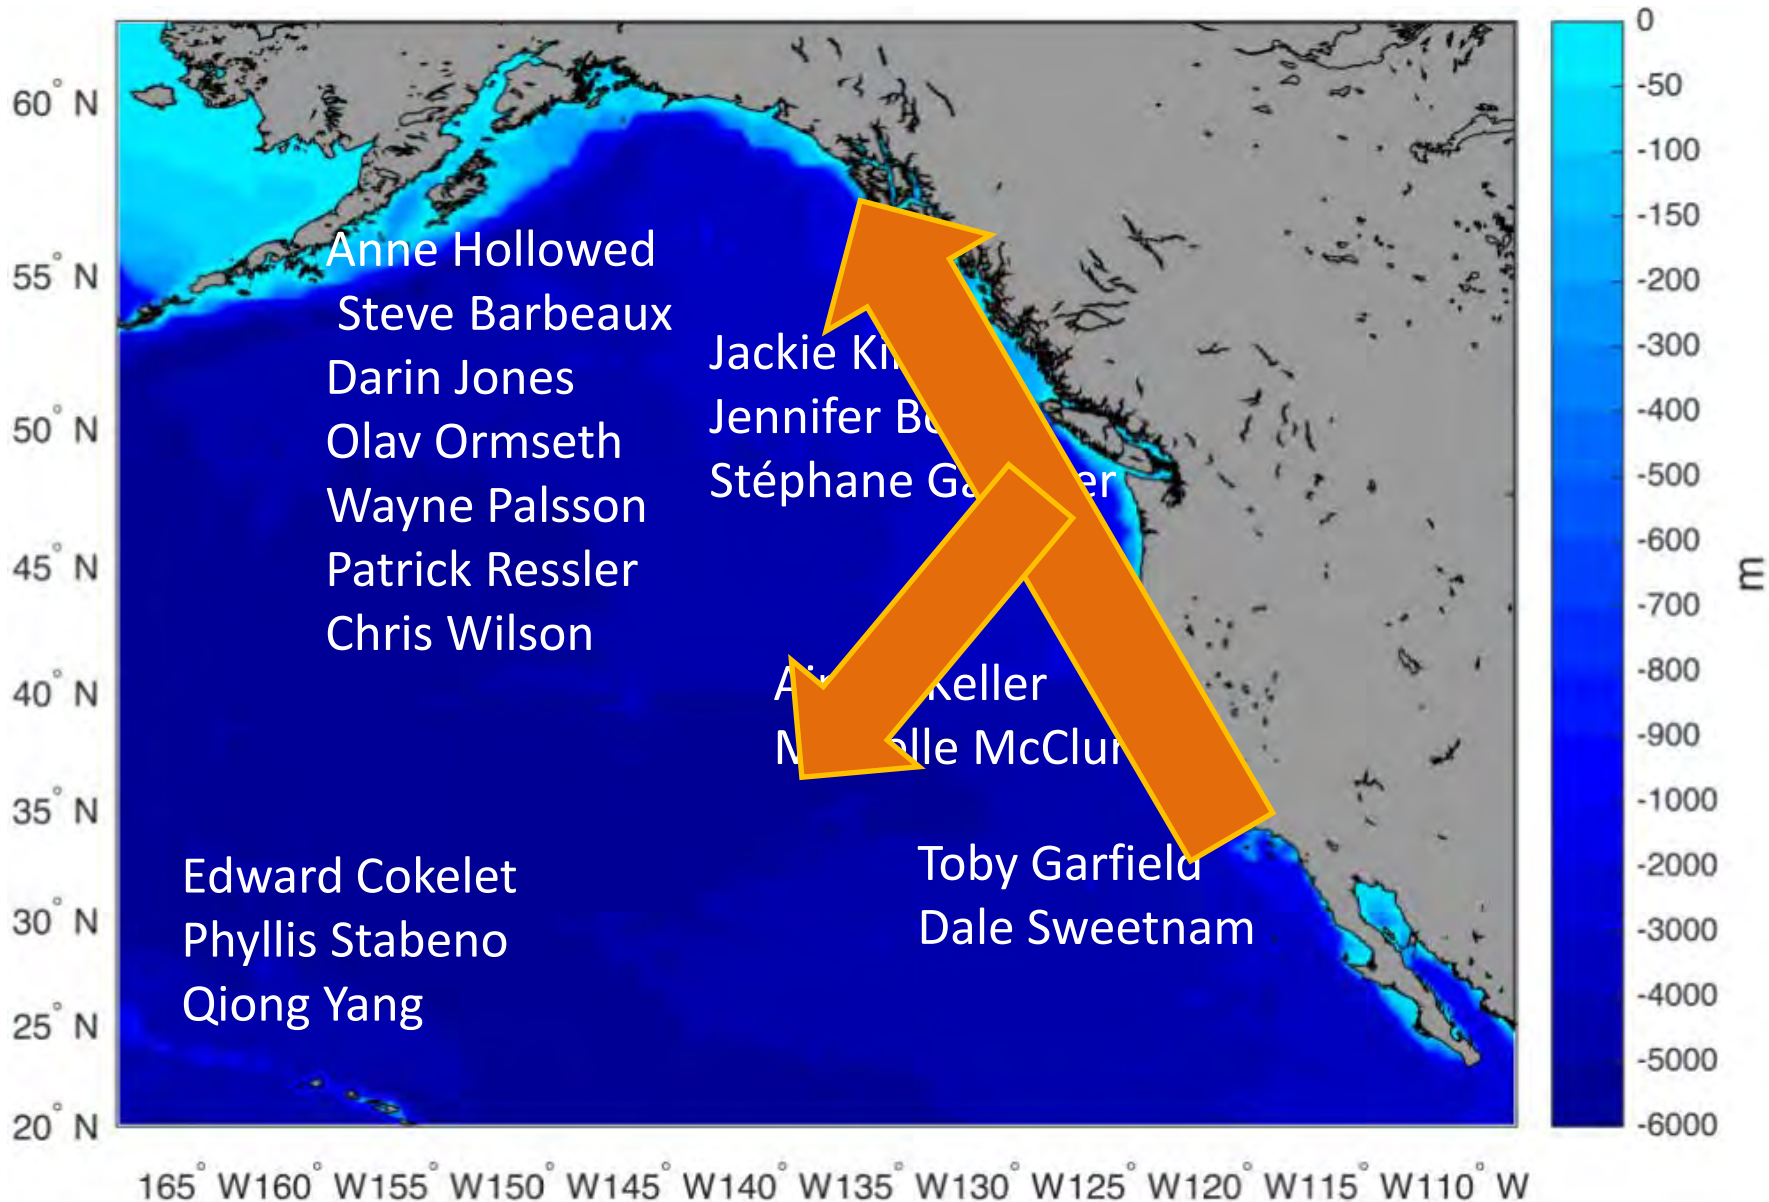 60° N
55° N
50° N
45° N
40° N
35° N
30° N
25° N
20° N
Anne Hollowed
Steve Barbeaux
Darin Jones
Olav Ormseth
Wayne Palsson
Patrick Ressler
Chris Wilson
Jackie
Jennifer
Stéphane
Keller
Toby Garfield
Dale Sweetnam
Edward Cokelet
Phyllis Stabeno
Qiong Yang
165° W160° W155° W150° W145° W140° W135° W130° W125° W120° W115° W110° W
0
-50
-100
-150
-200
-300
-400
-500
-600
-700
-800
-900
-1000
-2000
-3000
-4000
-5000
-6000
m